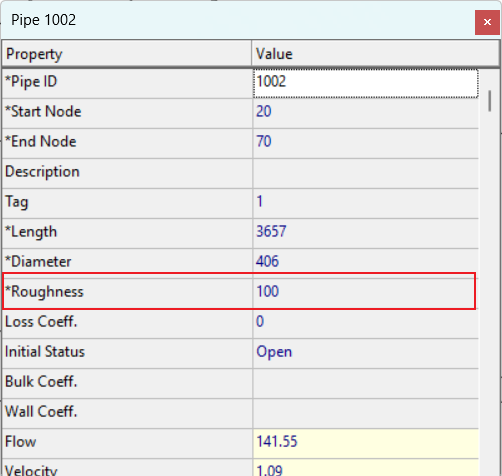 Pipe 1002
Property Value
*Pipe ID 1002
*Start Node 20
*End Node 70
Description
Tag 1
*Length 3657
*Diameter 406
*Roughness 100
Loss Coeff. 0
Initial Status Open
Bulk Coeff.
Wall Coeff.
Flow 141.55
Velocity 1.09